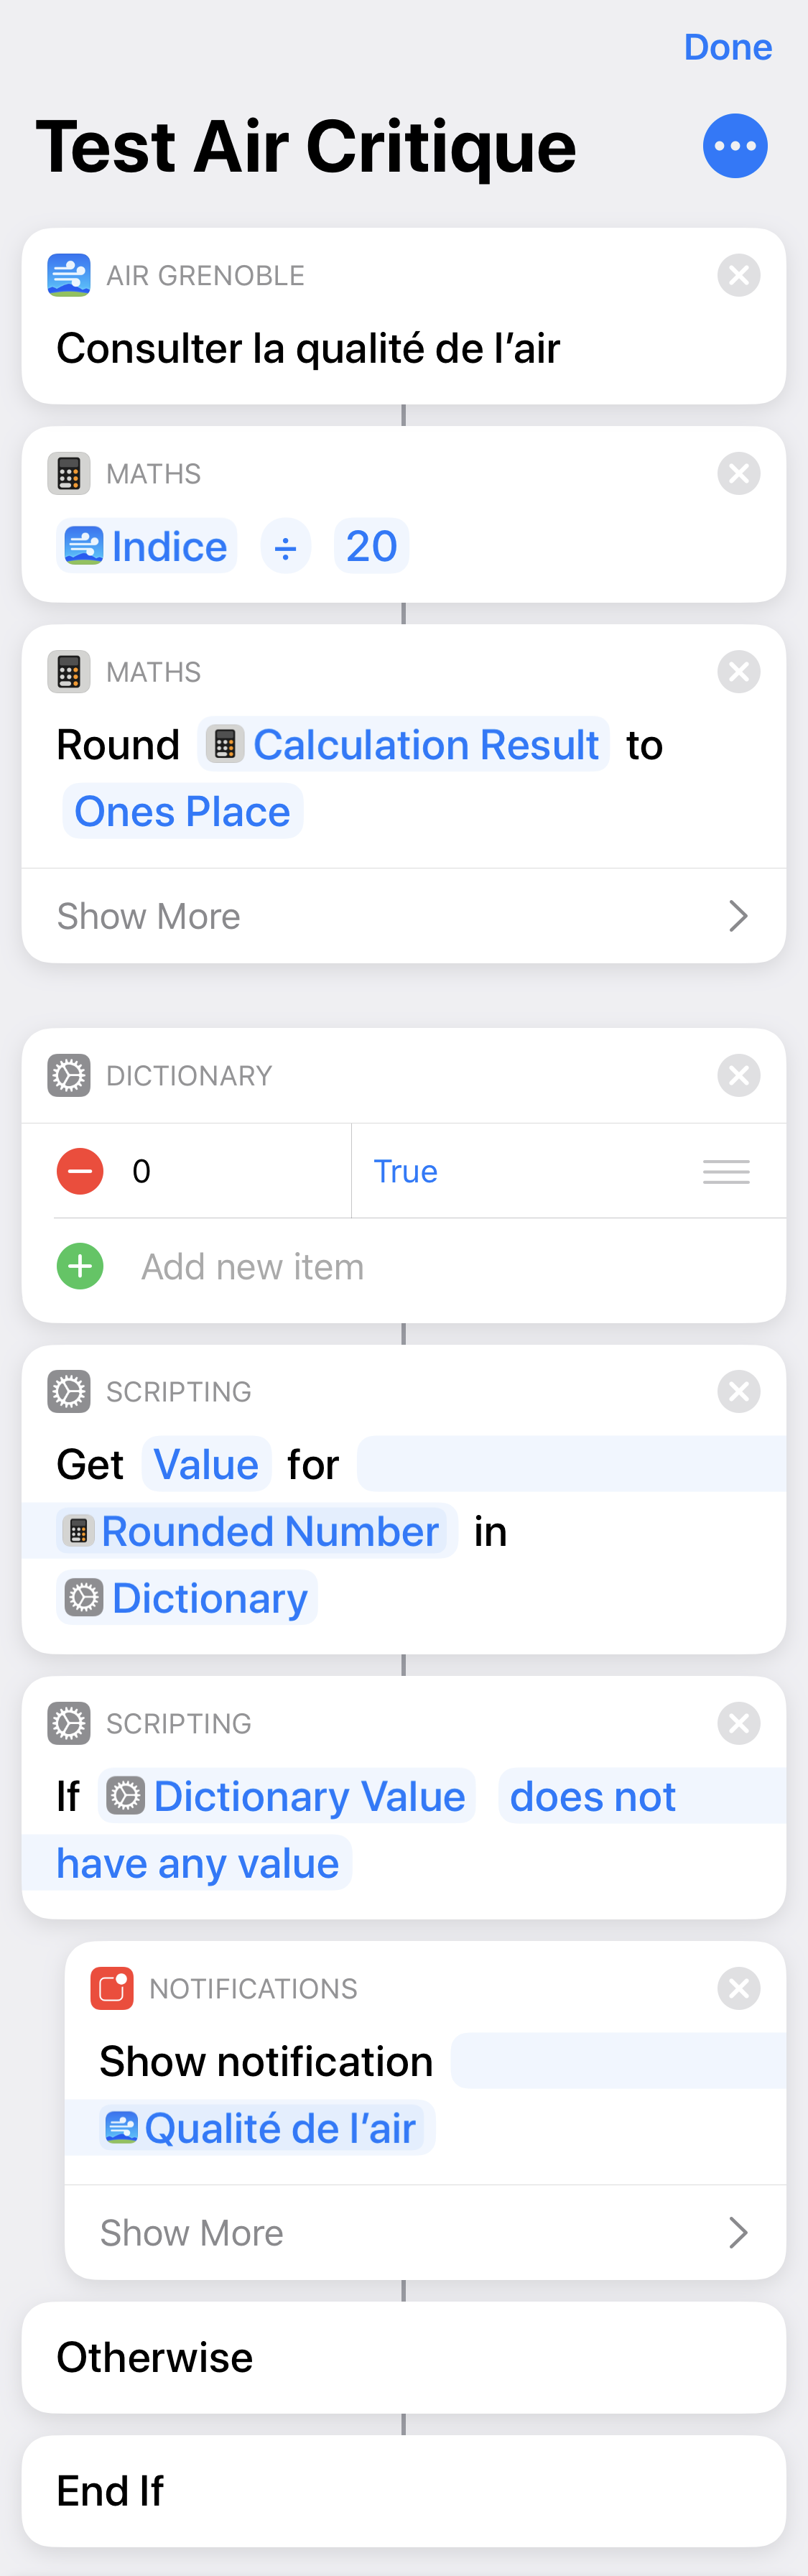 Done
Test Air Critique
AIR GRENOBLE
Consulter la qualité de l’air
MATHS
Indice ÷ 20
MATHS
Round Calculation Result to
Ones Place
Show More
DICTIONARY
0 True
Add new item
SCRIPTING
Get Value for
Rounded Number in
Dictionary
SCRIPTING
If Dictionary Value does not
have any value
NOTIFICATIONS
Show notification
Qualité de l’air
Show More
Otherwise
End If